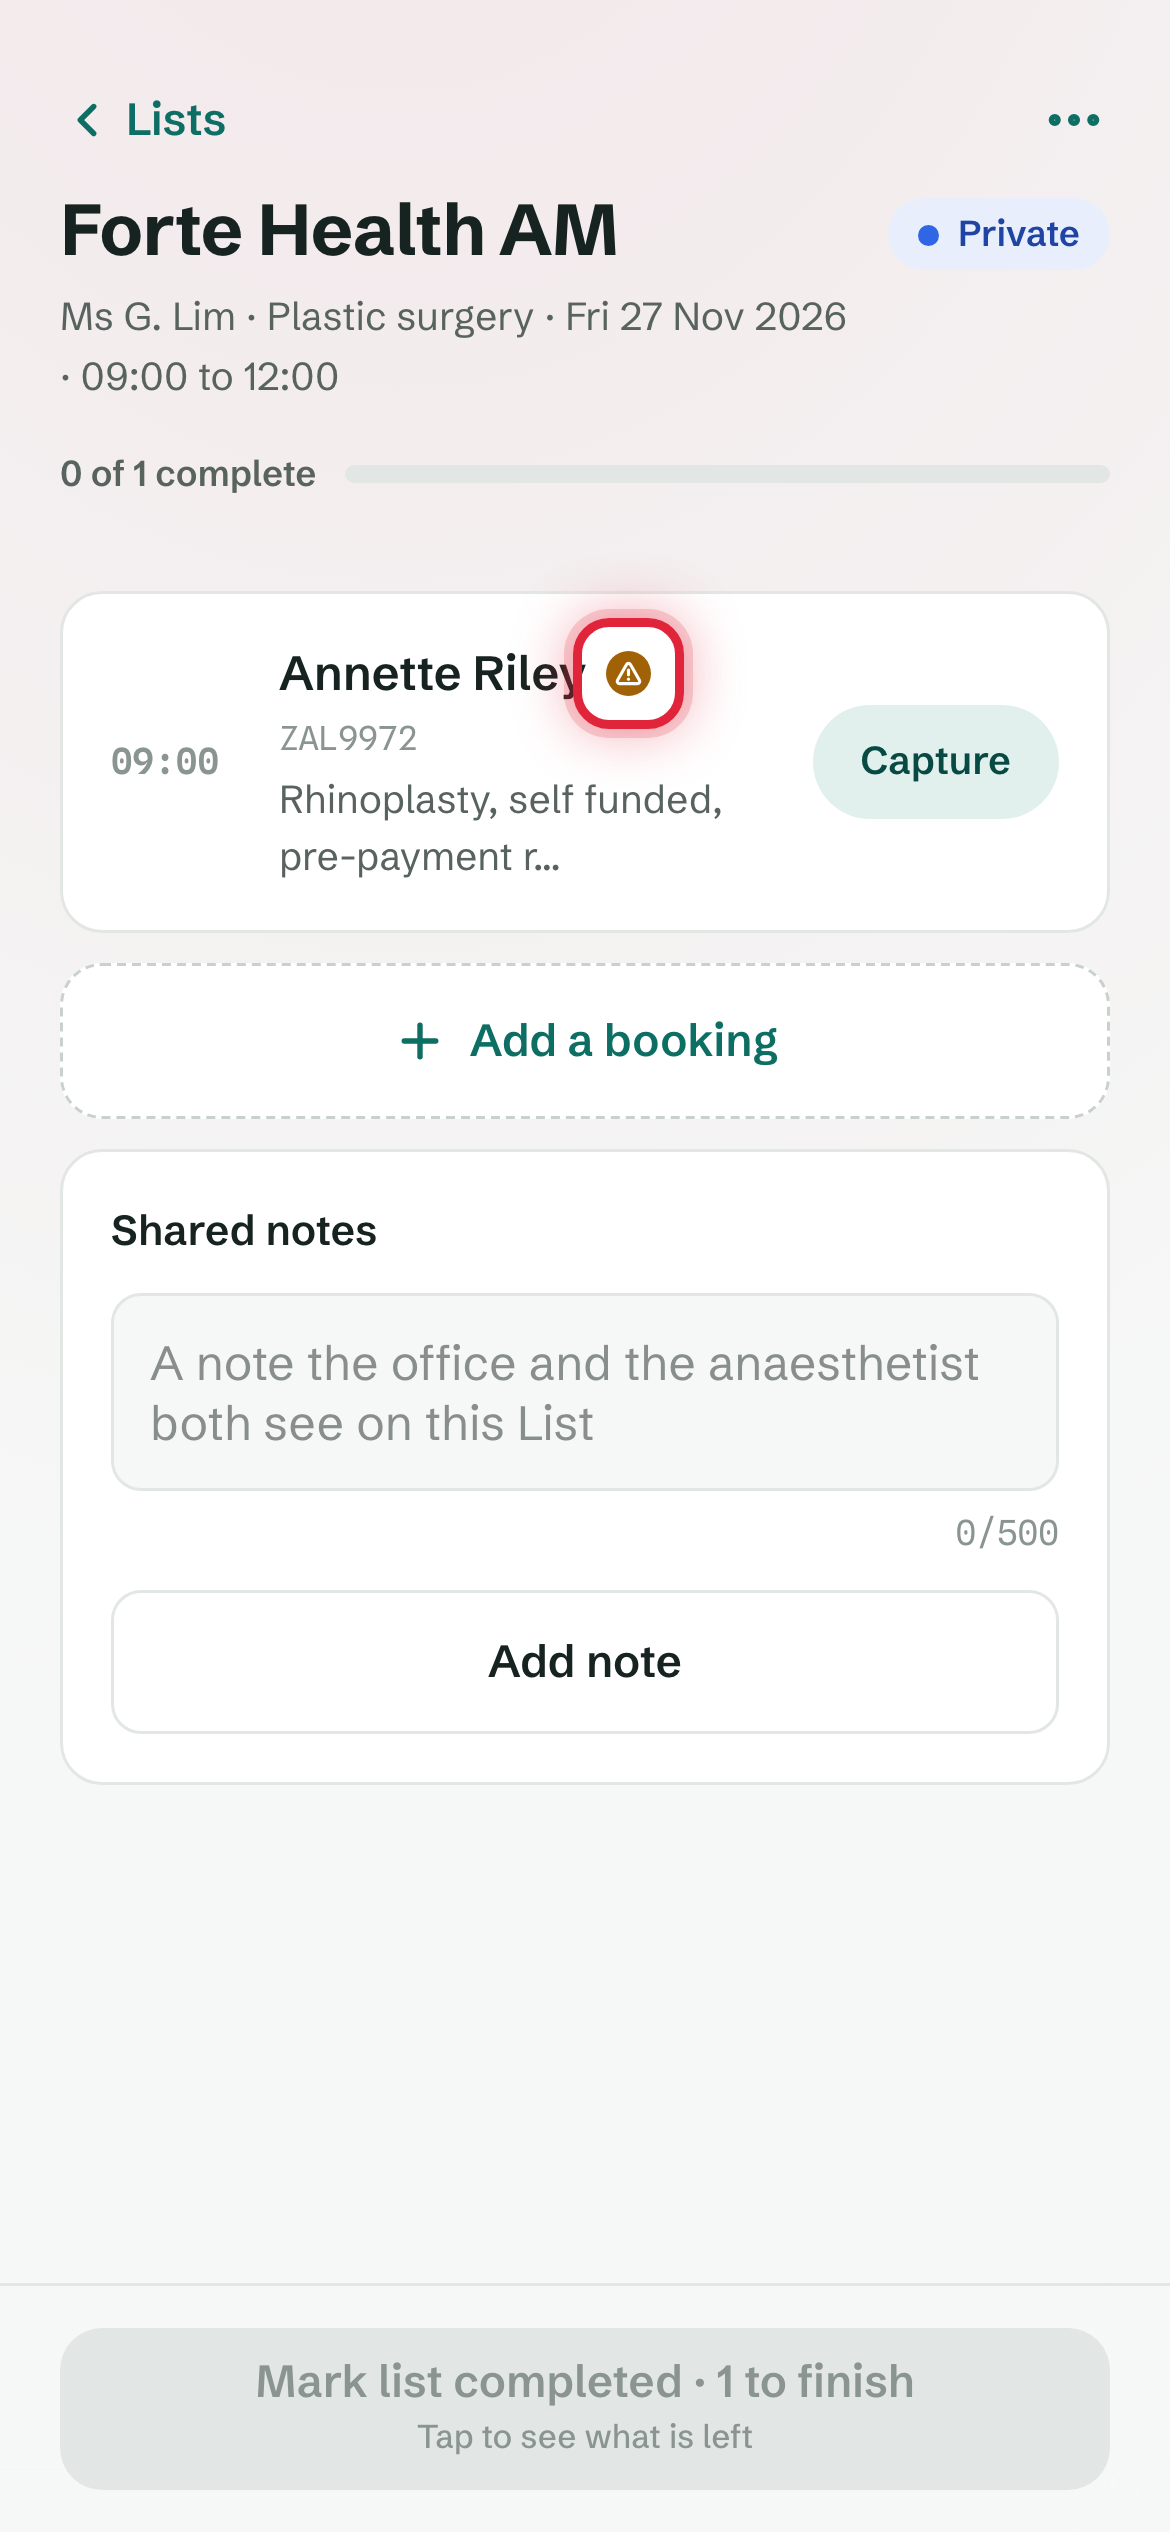 Lists
Forte Health AM
Private
Ms G. Lim · Plastic surgery · Fri 27 Nov 2026
· 09:00 to 12:00
0 of 1 complete
09:00
Annette Riley
ZAL9972
Rhinoplasty, self funded,
pre-payment r...
Capture
+ Add a booking
Shared notes
A note the office and the anaesthetist
both see on this List
0/500
Add note
Mark list completed · 1 to finish
Tap to see what is left